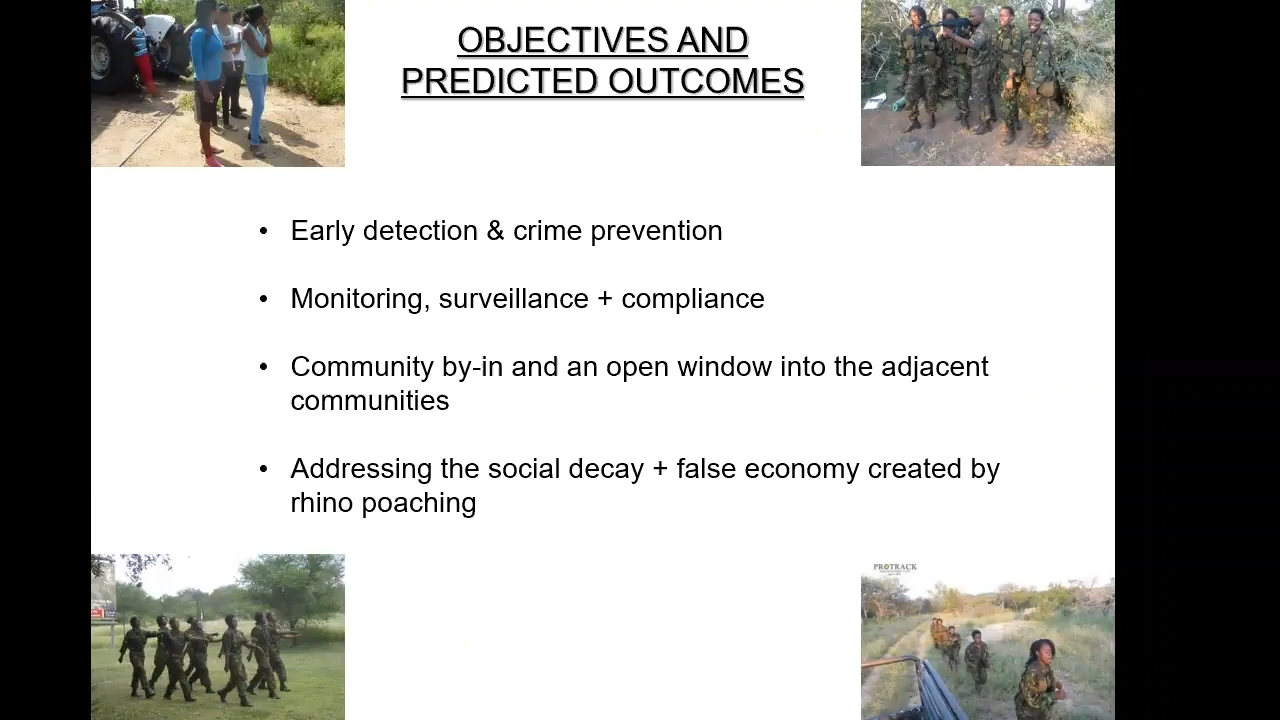 OBJECTIVES AND
PREDICTED OUTCOMES
• Early detection & crime prevention
• Monitoring, surveillance + compliance
• Community by-in and an open window into the adjacent
communities
• Addressing the social decay + false economy created by
rhino poaching
PROTRACK